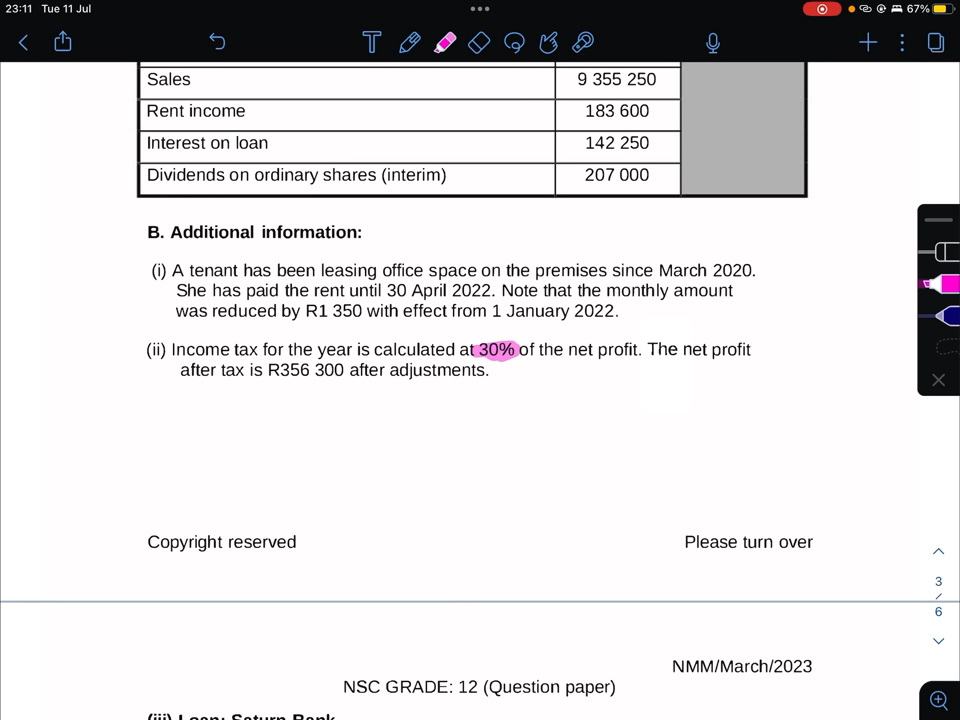 23:11 Tue 11 Jul
67%
Sales 9 355 250
Rent income 183 600
Interest on loan 142 250
Dividends on ordinary shares (interim) 207 000
B. Additional information:
(i) A tenant has been leasing office space on the premises since March 2020.
She has paid the rent until 30 April 2022. Note that the monthly amount
was reduced by R1 350 with effect from 1 January 2022.
(ii) Income tax for the year is calculated at 30% of the net profit. The net profit
after tax is R356 300 after adjustments.
Copyright reserved Please turn over
3
/
6
NMM/March/2023
NSC GRADE: 12 (Question paper)
(iii) Loan: Saturn Bank